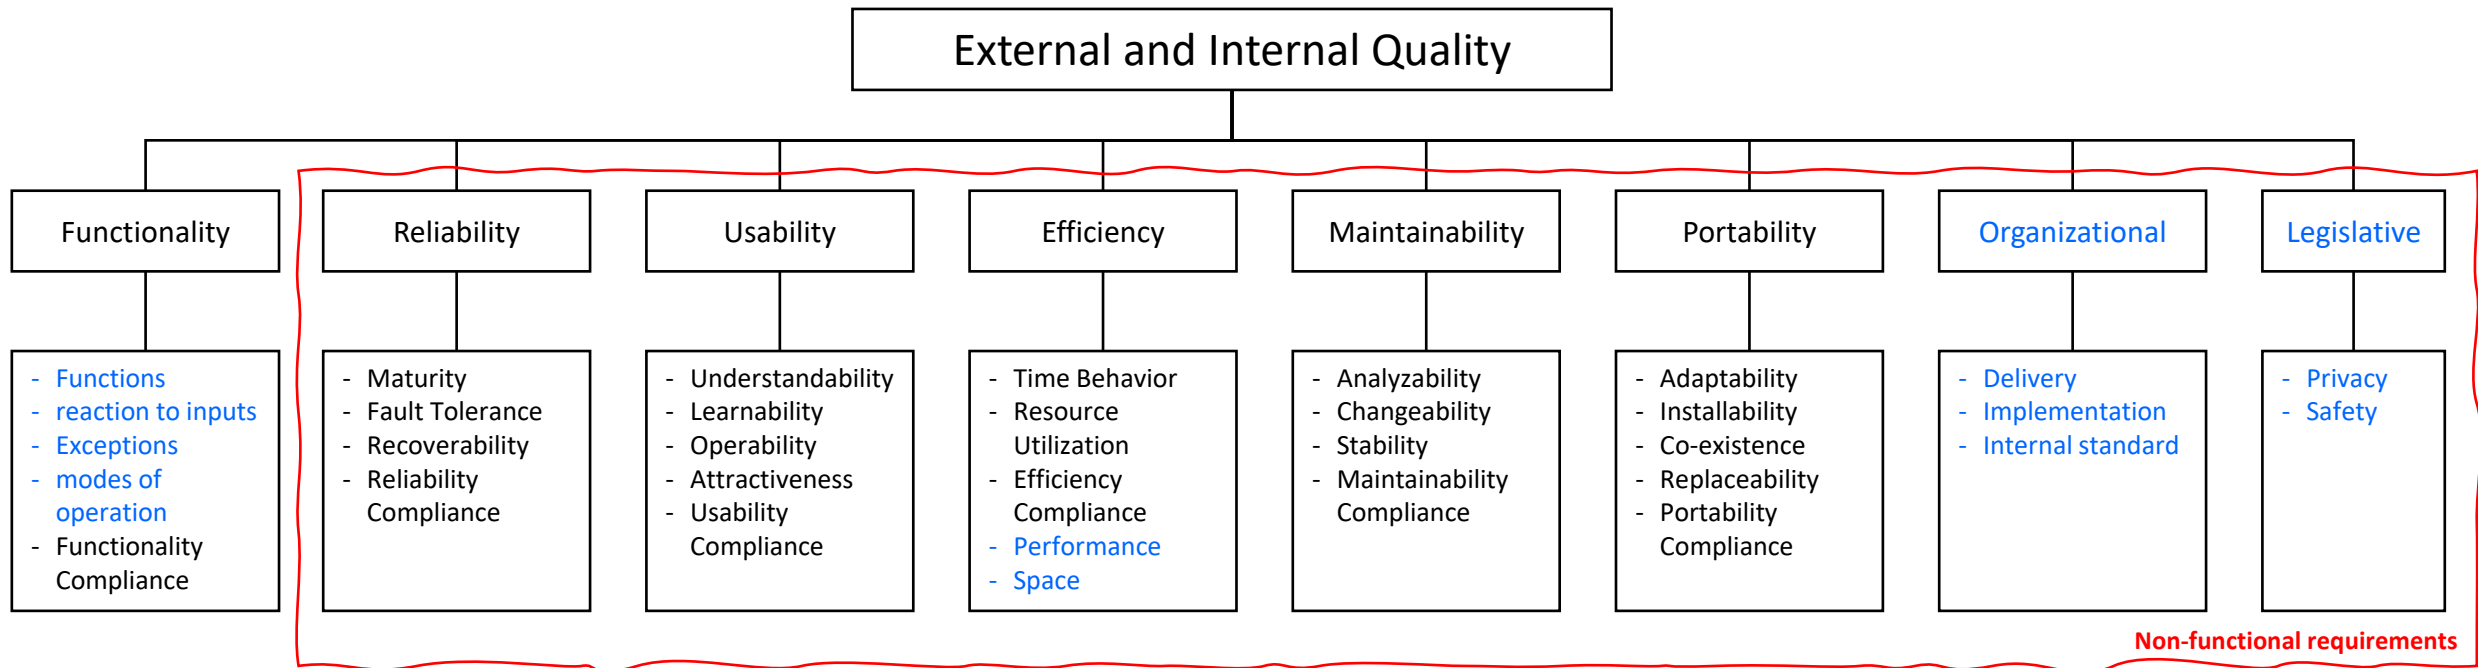 External and Internal Quality
Functionality
Reliability
Usability
Efficiency
Maintainability
Portability
Organizational
Legislative
- Functions
- reaction to inputs
- Exceptions
- modes of
operation
- Functionality
Compliance
- Maturity
- Fault Tolerance
- Recoverability
- Reliability
Compliance
- Understandability
- Learnability
- Operability
- Attractiveness
- Usability
Compliance
- Time Behavior
- Resource
Utilization
- Efficiency
Compliance
- Performance
- Space
- Analyzability
- Changeability
- Stability
- Maintainability
Compliance
- Adaptability
- Installability
- Co-existence
- Replaceability
- Portability
Compliance
- Delivery
- Implementation
- Internal standard
- Privacy
- Safety
Non-functional requirements